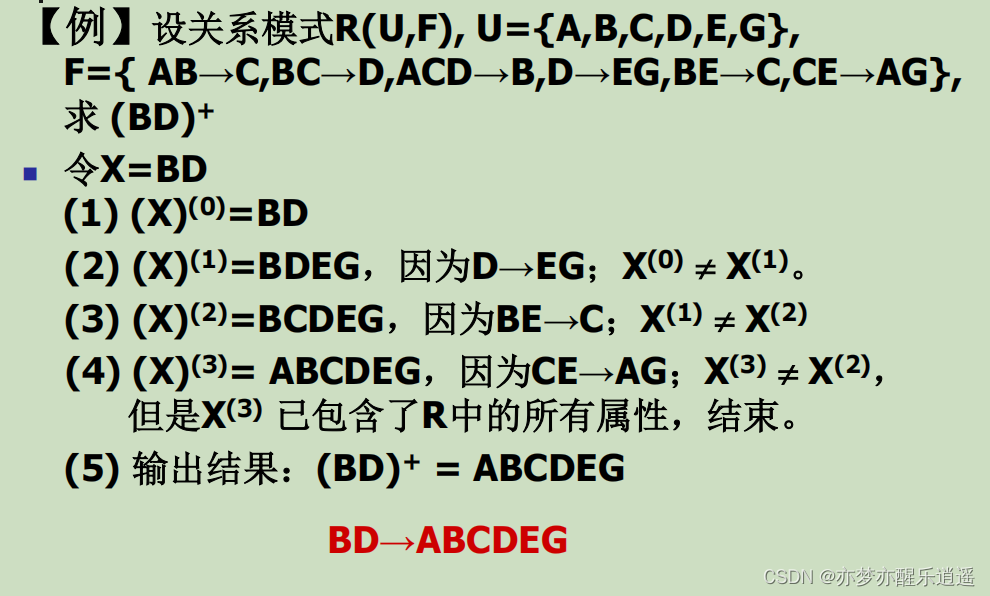 【例】设关系模式R(U,F), U={A,B,C,D,E,G},
F={ AB→C,BC→D,ACD→B,D→EG,BE→C,CE→AG},
求 (BD)⁺
■ 令X=BD
(1) (X)⁽⁰⁾=BD
(2) (X)⁽¹⁾=BDEG，因为D→EG；X⁽⁰⁾ ≠ X⁽¹⁾。
(3) (X)⁽²⁾=BCDEG，因为BE→C；X⁽¹⁾ ≠ X⁽²⁾
(4) (X)⁽³⁾= ABCDEG，因为CE→AG；X⁽³⁾ ≠ X⁽²⁾，
但是X⁽³⁾ 已包含了R中的所有属性，结束。
(5) 输出结果：(BD)⁺ = ABCDEG
BD→ABCDEG
CSDN @亦梦亦醒乐逍遥